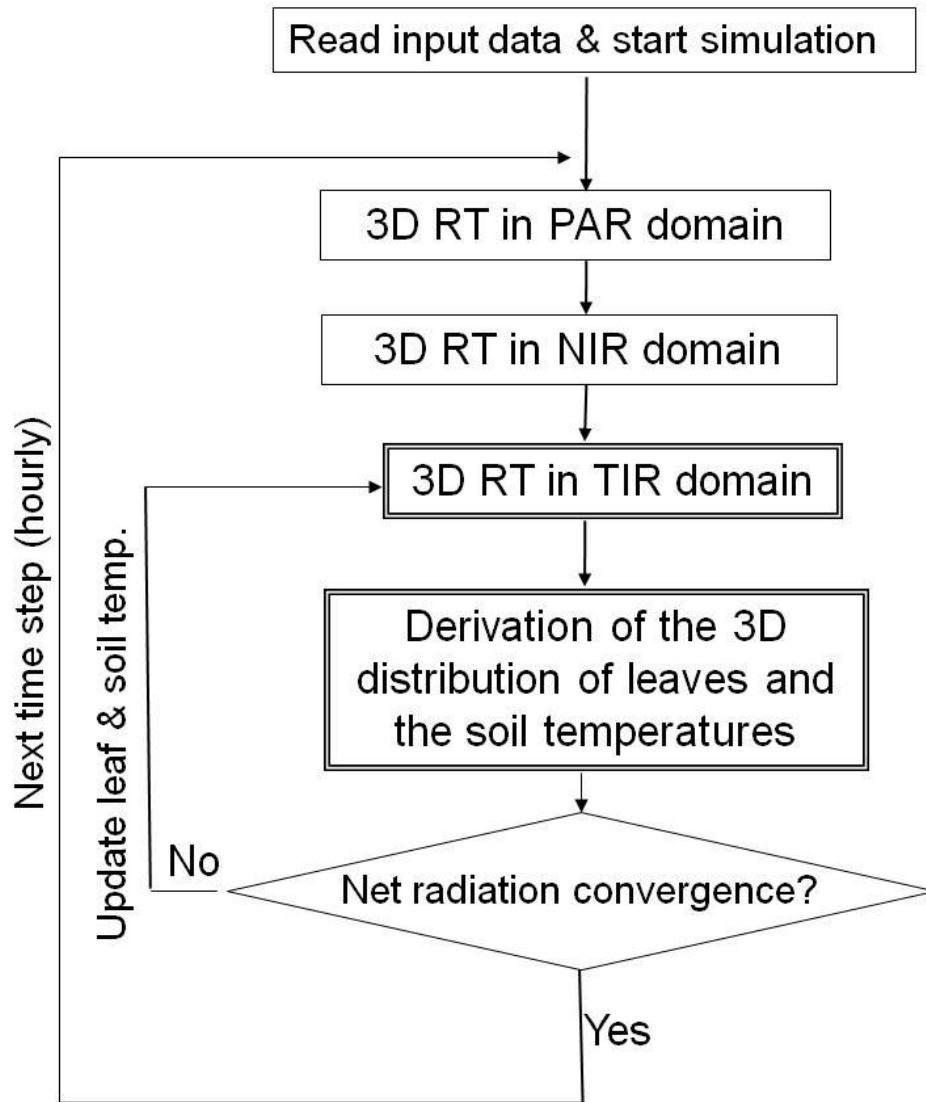 Read input data & start simulation
3D RT in PAR domain
3D RT in NIR domain
3D RT in TIR domain
Derivation of the 3D
distribution of leaves and
the soil temperatures
Net radiation convergence?
No
Update leaf & soil temp.
Yes
Next time step (hourly)